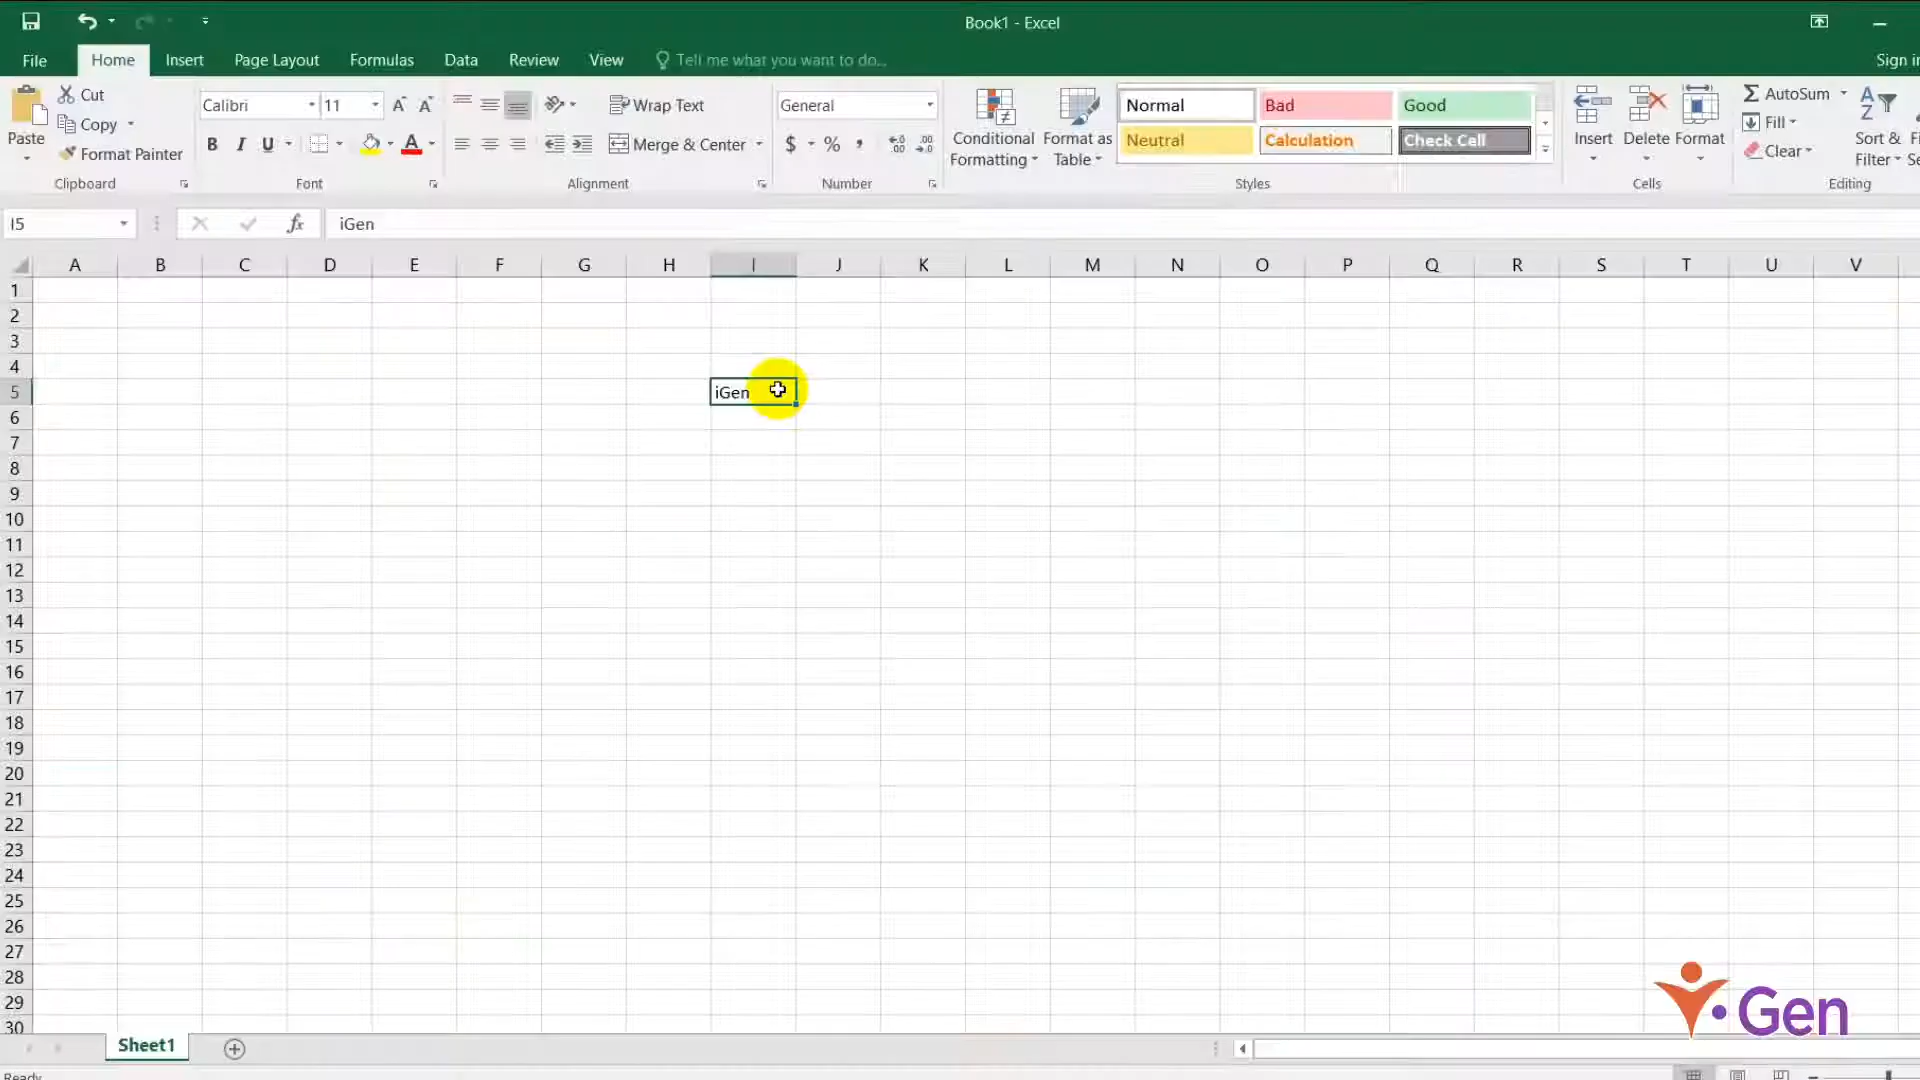 Book1 - Excel
File Home Insert Page Layout Formulas Data Review View Tell me what you want to do...
Paste
Cut
Copy
Format Painter
Clipboard
Calibri 11 A A
B I U A
Font
Wrap Text
Merge & Center
Alignment
General
$ % , .00 .00
Number
Conditional Formatting
Format as Table
Normal Bad Good
Neutral Calculation Check Cell
Styles
Insert Delete Format
Cells
AutoSum
Fill
Clear
Sort &
Filter
Editing
I5 fx iGen
A B C D E F G H I J K L M N O P Q R S T U V
1
2
3
4
5 iGen
6
7
8
9
10
11
12
13
14
15
16
17
18
19
20
21
22
23
24
25
26
27
28
29
30
Gen
Sheet1
Ready